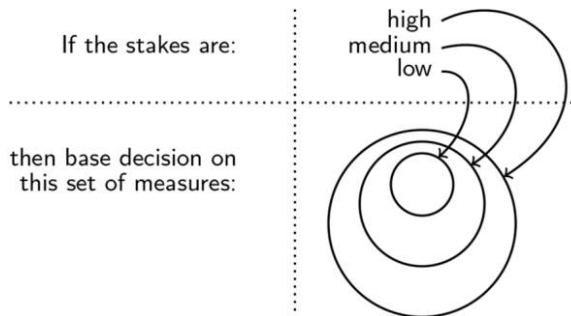 If the stakes are:
high
medium
low
then base decision on
this set of measures: